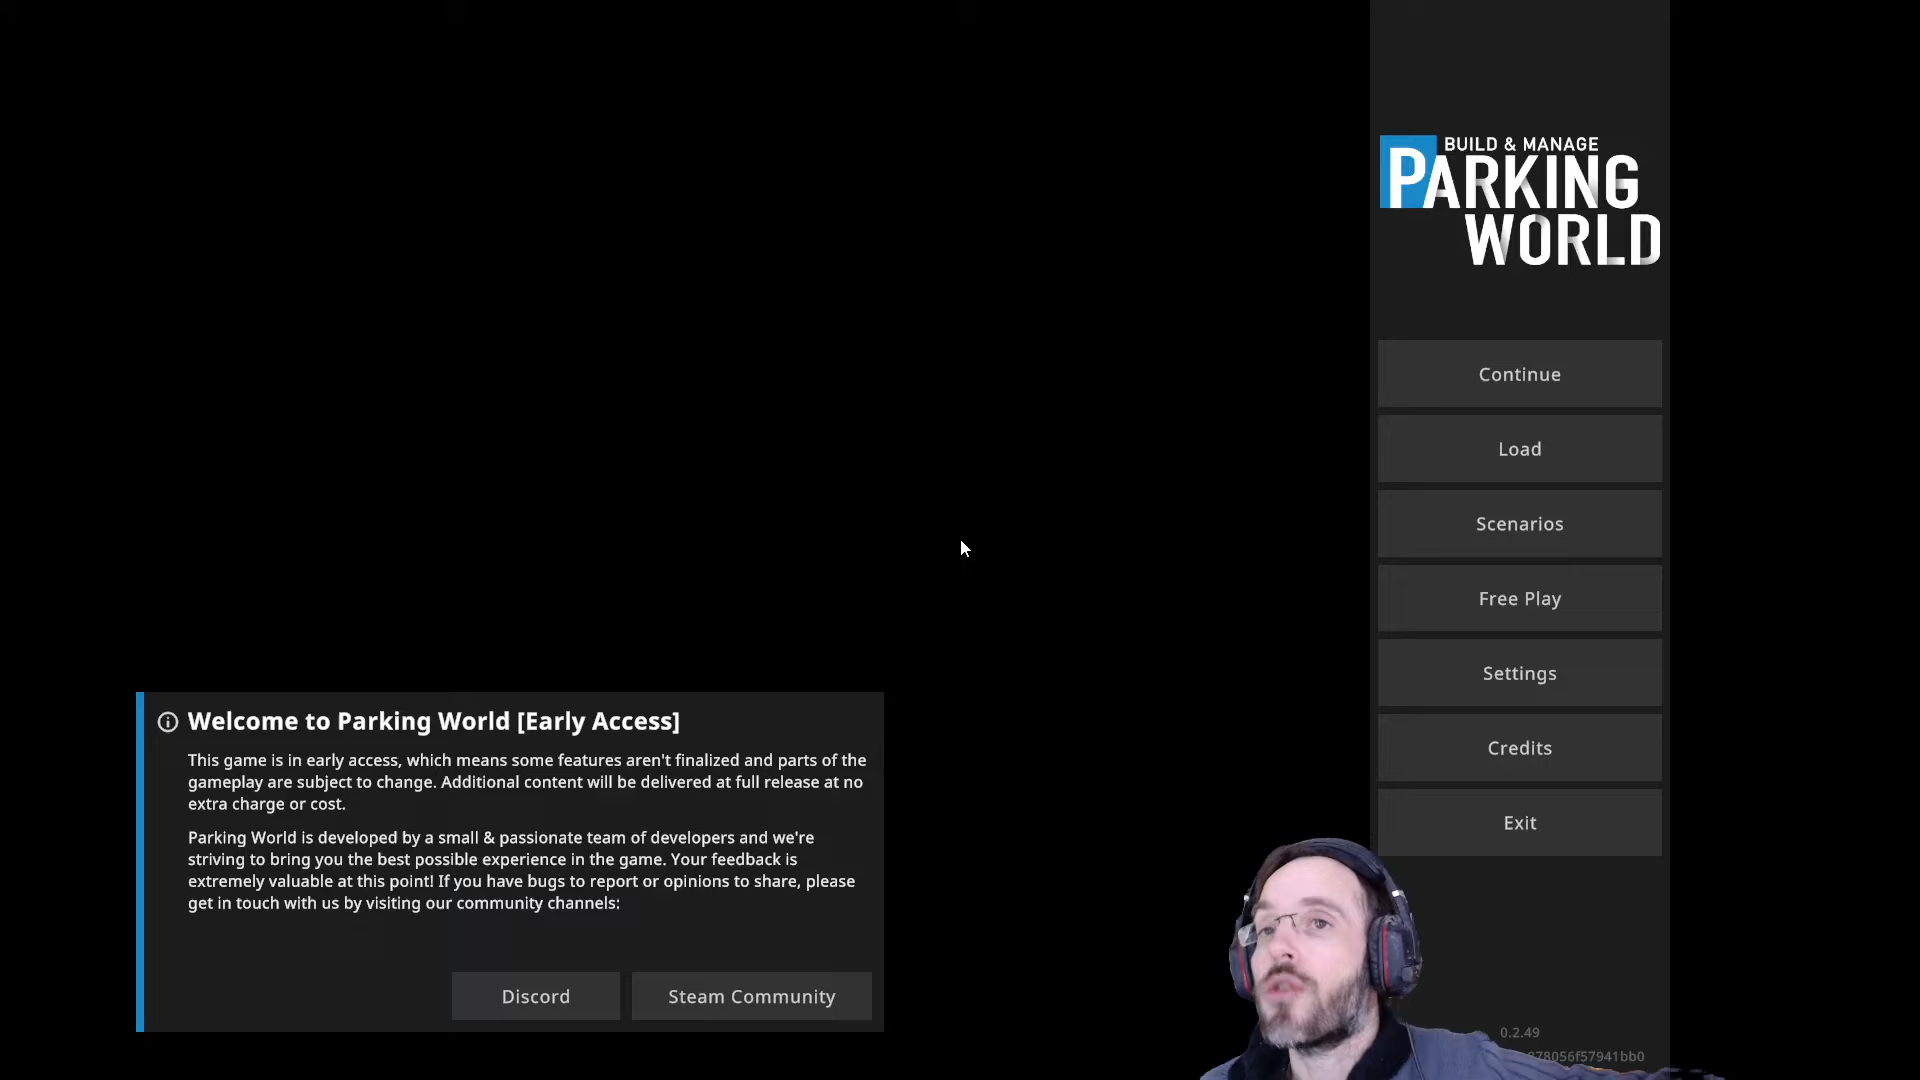 BUILD & MANAGE
PARKING
WORLD
Continue
Load
Scenarios
Free Play
Settings
Credits
Exit
Welcome to Parking World [Early Access]
This game is in early access, which means some features aren't finalized and parts of the
gameplay are subject to change. Additional content will be delivered at full release at no
extra charge or cost.
Parking World is developed by a small & passionate team of developers and we're
striving to bring you the best possible experience in the game. Your feedback is
extremely valuable at this point! If you have bugs to report or opinions to share, please
get in touch with us by visiting our community channels:
Discord
Steam Community
0.2.49